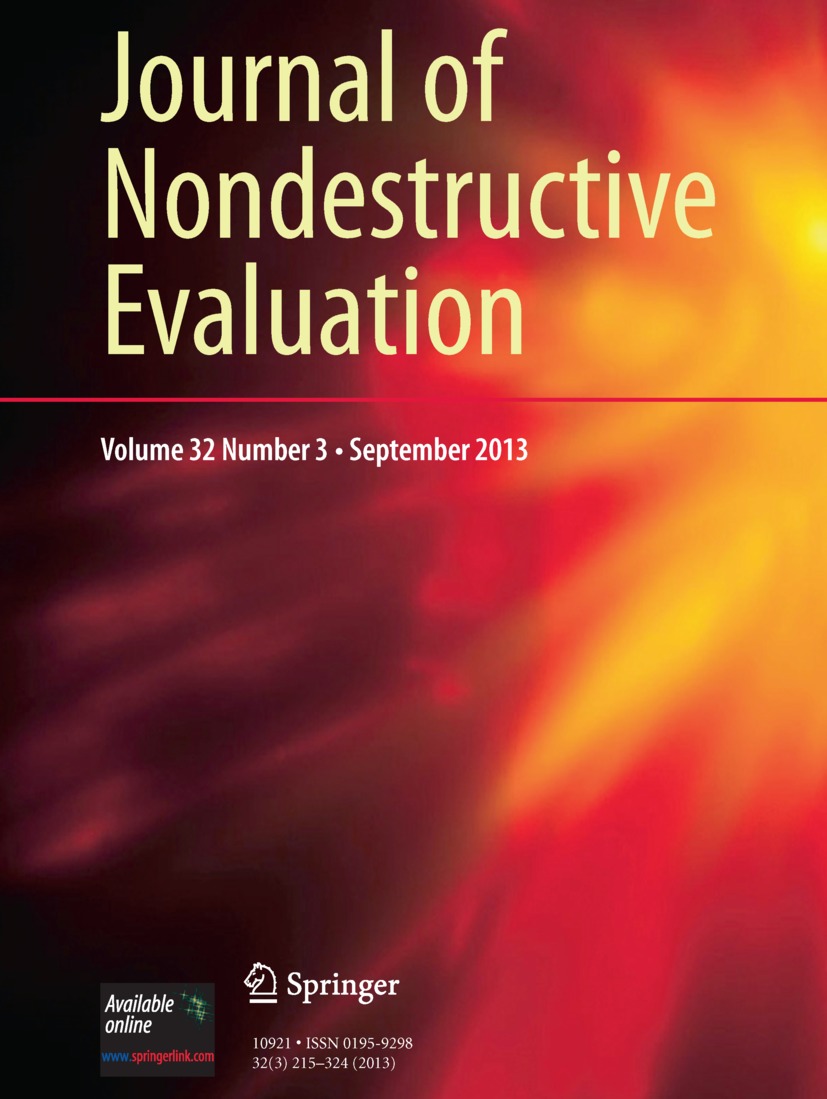 Journal of
Nondestructive
Evaluation
Volume 32 Number 3 • September 2013
Springer
Available
online
www.springerlink.com
10921 • ISSN 0195-9298
32(3) 215–324 (2013)